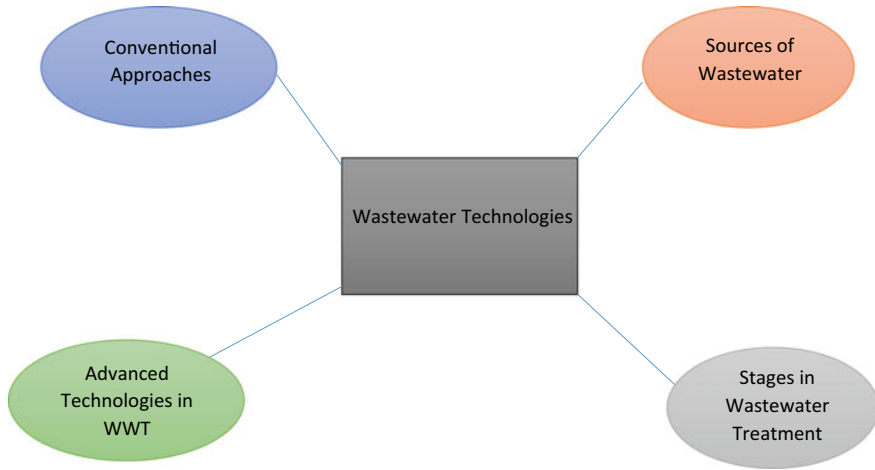 Conventional
Approaches
Sources of
Wastewater
Wastewater Technologies
Advanced
Technologies in
WWT
Stages in
Wastewater
Treatment